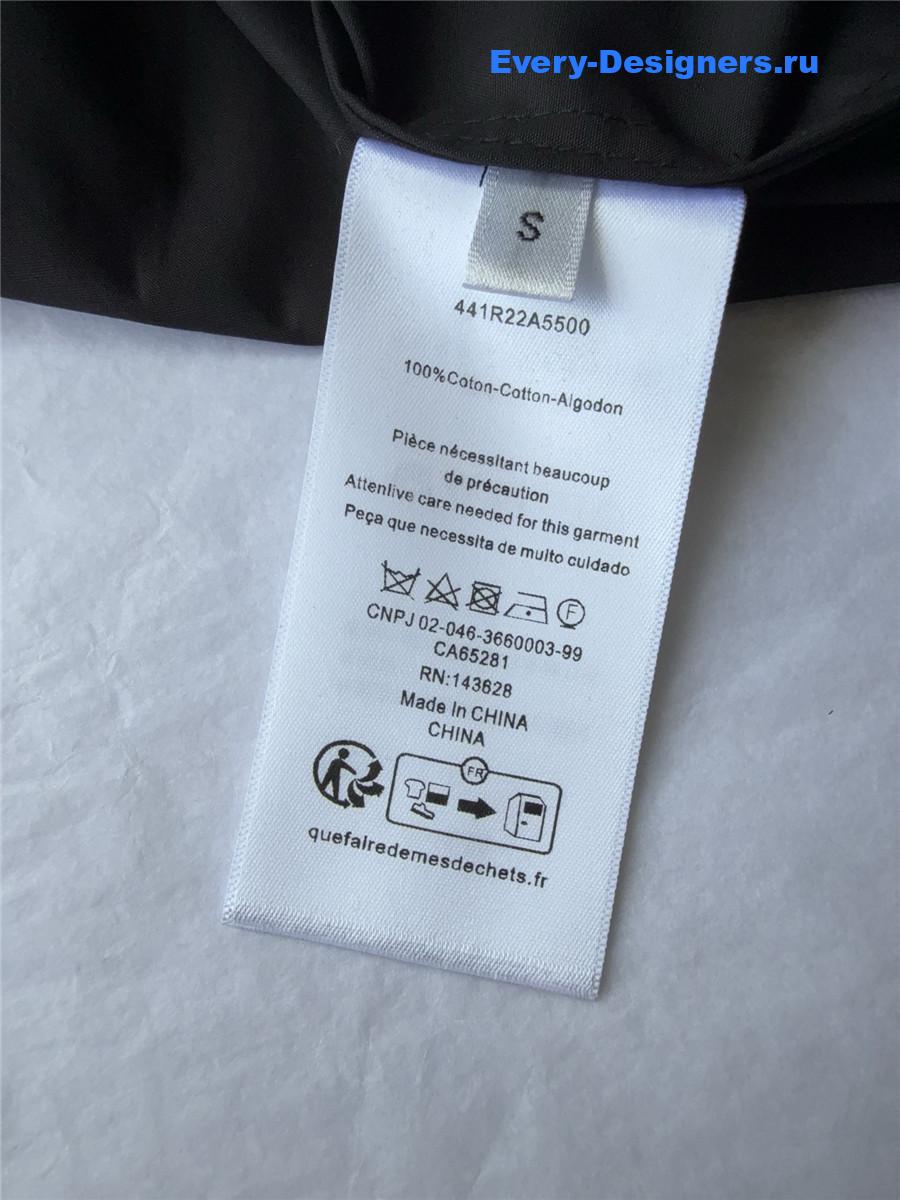 Every-Designers.ru
S
441R22A5500
100%Coton-Cotton-Algodon
Pièce nécessitant beaucoup
de précaution
Attenlive care needed for this garment
Peça que necessita de muito cuidado
F
CNPJ 02-046-3660003-99
CA65281
RN:143628
Made In CHINA
CHINA
FR
quefairedemesdechets.fr